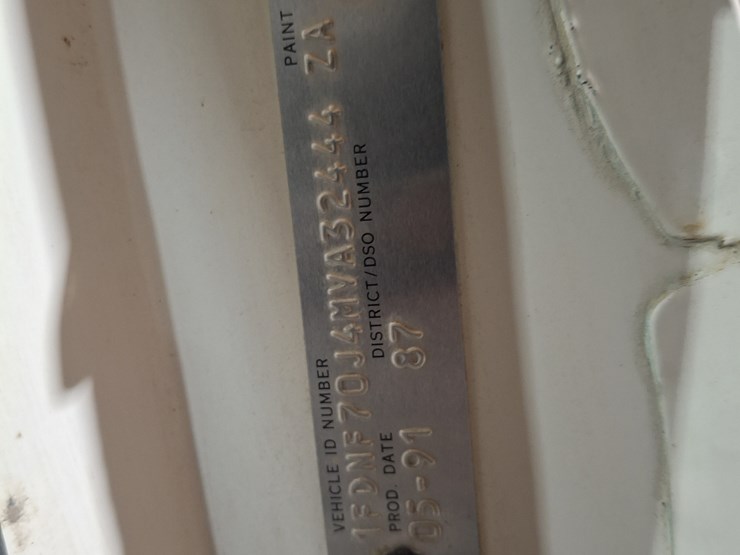 VEHICLE ID NUMBER PAINT
1FDNF70J4MVA32444 ZA
PROD. DATE DISTRICT/DSO NUMBER
05-91 87